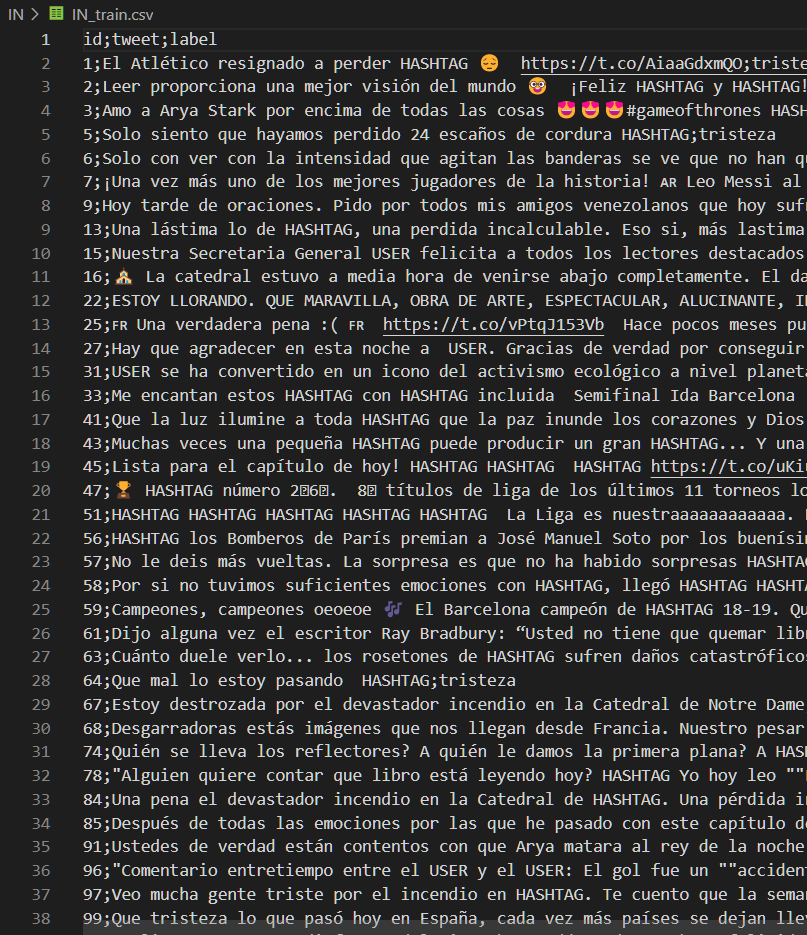 IN > IN_train.csv
1 id;tweet;label
2 1;El Atlético resignado a perder HASHTAG 😔 https://t.co/AiaaGdxmQO;triste
3 2;Leer proporciona una mejor visión del mundo 🤓 ¡Feliz HASHTAG y HASHTAG!
4 3;Amo a Arya Stark por encima de todas las cosas 😍😍😍#gameofthrones HASH
5 5;Solo siento que hayamos perdido 24 escaños de cordura HASHTAG;tristeza
6 6;Solo con ver con la intensidad que agitan las banderas se ve que no han qu
7 7;¡Una vez más uno de los mejores jugadores de la historia! 🇦🇷 Leo Messi al
8 9;Hoy tarde de oraciones. Pido por todos mis amigos venezolanos que hoy sufr
9 13;Una lástima lo de HASHTAG, una perdida incalculable. Eso si, más lastima
10 15;Nuestra Secretaria General USER felicita a todos los lectores destacados
11 16;⛪ La catedral estuvo a media hora de venirse abajo completamente. El da
12 22;ESTOY LLORANDO. QUE MARAVILLA, OBRA DE ARTE, ESPECTACULAR, ALUCINANTE, I
13 25;🇫🇷 Una verdadera pena :( 🇫🇷 https://t.co/vPtqJ153Vb Hace pocos meses pu
14 27;Hay que agradecer en esta noche a USER. Gracias de verdad por conseguir
15 31;USER se ha convertido en un icono del activismo ecológico a nivel planeta
16 33;Me encantan estos HASHTAG con HASHTAG incluida Semifinal Ida Barcelona
17 41;Que la luz ilumine a toda HASHTAG que la paz inunde los corazones y Dios
18 43;Muchas veces una pequeña HASHTAG puede producir un gran HASHTAG... Y una
19 45;Lista para el capítulo de hoy! HASHTAG HASHTAG HASHTAG https://t.co/uKi
20 47;🏆 HASHTAG número 2⃣6⃣. 8⃣ títulos de liga de los últimos 11 torneos lo
21 51;HASHTAG HASHTAG HASHTAG HASHTAG HASHTAG La Liga es nuestraaaaaaaaaaaa.
22 56;HASHTAG los Bomberos de París premian a José Manuel Soto por los buenísi
23 57;No le deis más vueltas. La sorpresa es que no ha habido sorpresas HASHTA
24 58;Por si no tuvimos suficientes emociones con HASHTAG, llegó HASHTAG HASHT
25 59;Campeones, campeones oeoeoe 🎶 El Barcelona campeón de HASHTAG 18-19. Qu
26 61;Dijo alguna vez el escritor Ray Bradbury: “Usted no tiene que quemar lib
27 63;Cuánto duele verlo... los rosetones de HASHTAG sufren daños catastrófico
28 64;Que mal lo estoy pasando HASHTAG;tristeza
29 67;Estoy destrozada por el devastador incendio en la Catedral de Notre Dame
30 68;Desgarradoras estás imágenes que nos llegan desde Francia. Nuestro pesar
31 74;Quién se lleva los reflectores? A quién le damos la primera plana? A HAS
32 78;"Alguien quiere contar que libro está leyendo hoy? HASHTAG Yo hoy leo ""
33 84;Una pena el devastador incendio en la Catedral de HASHTAG. Una pérdida i
34 85;Después de todas las emociones por las que he pasado con este capítulo d
35 91;Ustedes de verdad están contentos con que Arya matara al rey de la noche
36 96;"Comentario entretiempo entre el USER y el USER: El gol fue un ""acciden
37 97;Veo mucha gente triste por el incendio en HASHTAG. Te cuento que la sema
38 99;Que tristeza lo que pasó hoy en España, cada vez más países se dejan lle